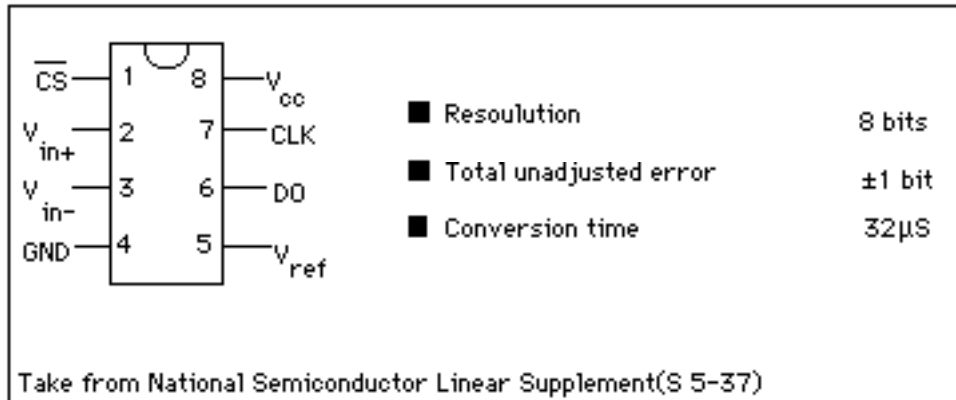 CS 1 8 Vcc
Vin+ 2 7 CLK
Vin- 3 6 DO
GND 4 5 Vref
■ Resoulution 8 bits
■ Total unadjusted error ±1 bit
■ Conversion time 32µS
Take from National Semiconductor Linear Supplement(S 5-37)